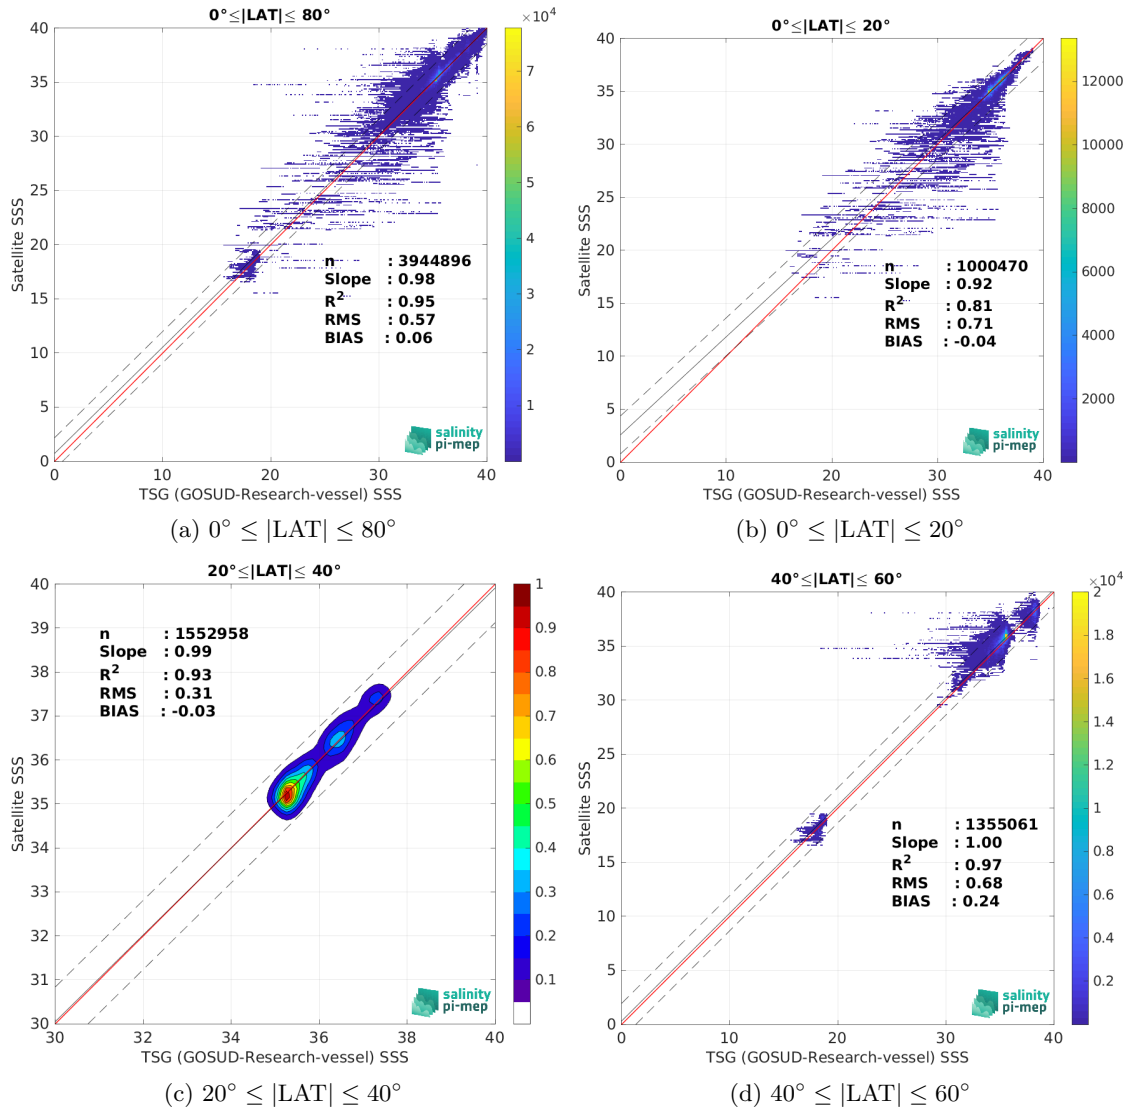 0°≤|LAT|≤ 80°
×10⁴
40
35
30
25
20
15
10
5
0
0 10 20 30 40
7
6
5
4
3
2
1
Satellite SSS
TSG (GOSUD-Research-vessel) SSS
n : 3944896
Slope : 0.98
R² : 0.95
RMS : 0.57
BIAS : 0.06
salinity
pi-mep
(a) 0° ≤ |LAT| ≤ 80°
0°≤|LAT|≤ 20°
40
35
30
25
20
15
10
5
0
0 10 20 30 40
12000
10000
8000
6000
4000
2000
Satellite SSS
TSG (GOSUD-Research-vessel) SSS
n : 1000470
Slope : 0.92
R² : 0.81
RMS : 0.71
BIAS : -0.04
salinity
pi-mep
(b) 0° ≤ |LAT| ≤ 20°
20°≤|LAT|≤ 40°
40
39
38
37
36
35
34
33
32
31
30
30 32 34 36 38 40
1
0.9
0.8
0.7
0.6
0.5
0.4
0.3
0.2
0.1
Satellite SSS
TSG (GOSUD-Research-vessel) SSS
n : 1552958
Slope : 0.99
R² : 0.93
RMS : 0.31
BIAS : -0.03
salinity
pi-mep
(c) 20° ≤ |LAT| ≤ 40°
40°≤|LAT|≤ 60°
×10⁴
40
35
30
25
20
15
10
5
0
0 10 20 30 40
2
1.8
1.6
1.4
1.2
1
0.8
0.6
0.4
0.2
Satellite SSS
TSG (GOSUD-Research-vessel) SSS
n : 1355061
Slope : 1.00
R² : 0.97
RMS : 0.68
BIAS : 0.24
salinity
pi-mep
(d) 40° ≤ |LAT| ≤ 60°